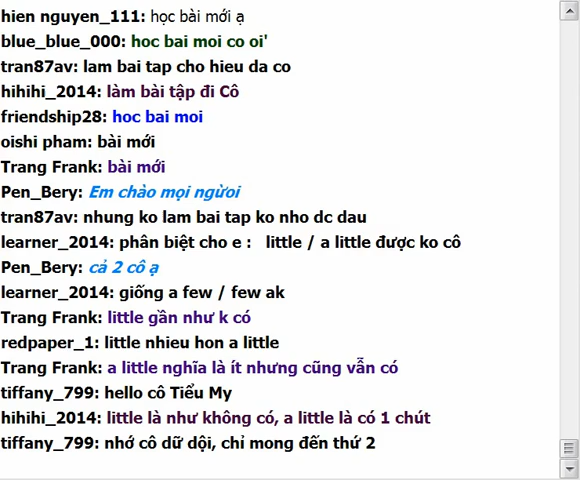 hien nguyen_111: học bài mới ạ
blue_blue_000: hoc bai moi co oi'
tran87av: lam bai tap cho hieu da co
hihihi_2014: làm bài tập đi Cô
friendship28: hoc bai moi
oishi pham: bài mới
Trang Frank: bài mới
Pen_Bery: Em chào mọi ngừoi
tran87av: nhung ko lam bai tap ko nho dc dau
learner_2014: phân biệt cho e :   little / a little được ko cô
Pen_Bery: cả 2 cô ạ
learner_2014: giống a few / few ak
Trang Frank: little gần như k có
redpaper_1: little nhieu hon a little
Trang Frank: a little nghĩa là ít nhưng cũng vẫn có
tiffany_799: hello cô Tiểu My
hihihi_2014: little là như không có, a little là có 1 chút
tiffany_799: nhớ cô dữ dội, chỉ mong đến thứ 2